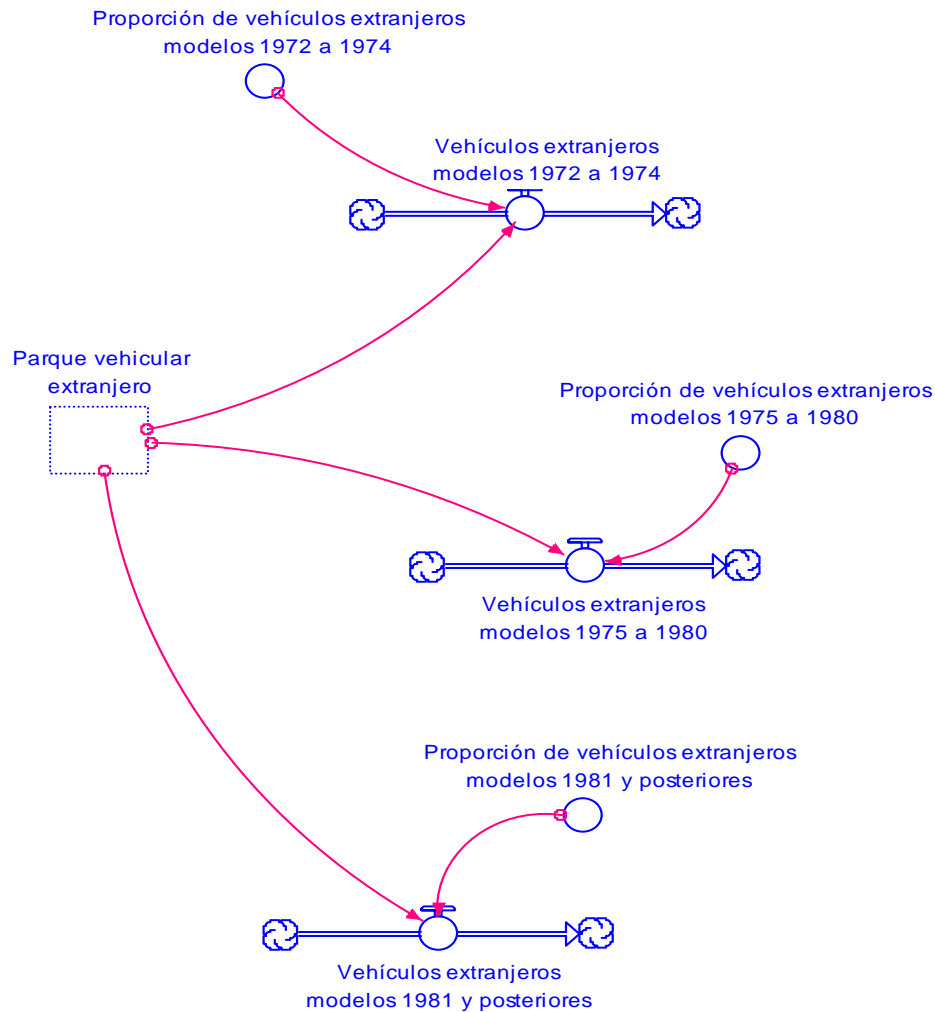 Proporción de vehículos extranjeros
modelos 1972 a 1974
Vehículos extranjeros
modelos 1972 a 1974
Parque vehicular
extranjero
Proporción de vehículos extranjeros
modelos 1975 a 1980
Vehículos extranjeros
modelos 1975 a 1980
Proporción de vehículos extranjeros
modelos 1981 y posteriores
Vehículos extranjeros
modelos 1981 y posteriores